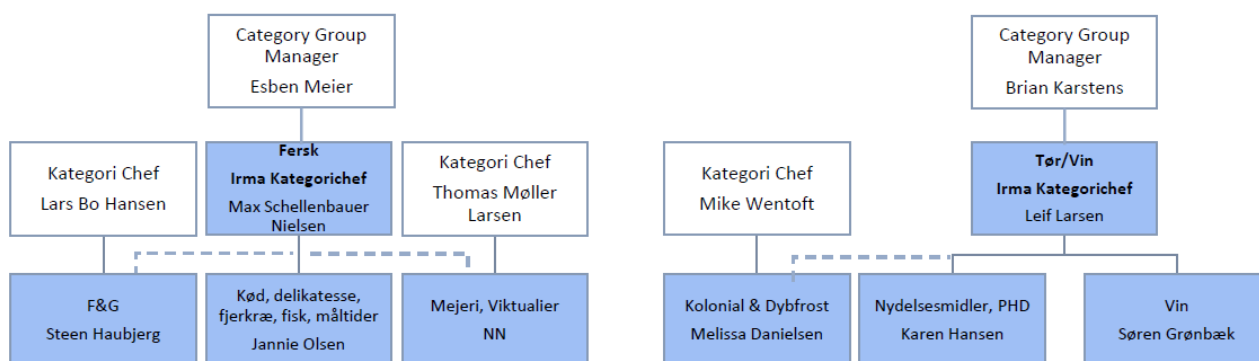 Category Group
Manager
Esben Meier
Category Group
Manager
Brian Karstens
Kategori Chef
Lars Bo Hansen
Fersk
Irma Kategorichef
Max Schellenbauer
Nielsen
Kategori Chef
Thomas Møller
Larsen
Kategori Chef
Mike Wentoft
Tør/Vin
Irma Kategorichef
Leif Larsen
F&G
Steen Haubjerg
Kød, delikatesse,
fjerkræ, fisk, måltider
Jannie Olsen
Mejeri, Viktualier
NN
Kolonial & Dybfrost
Melissa Danielsen
Nydelsesmidler, PHD
Karen Hansen
Vin
Søren Grønbæk